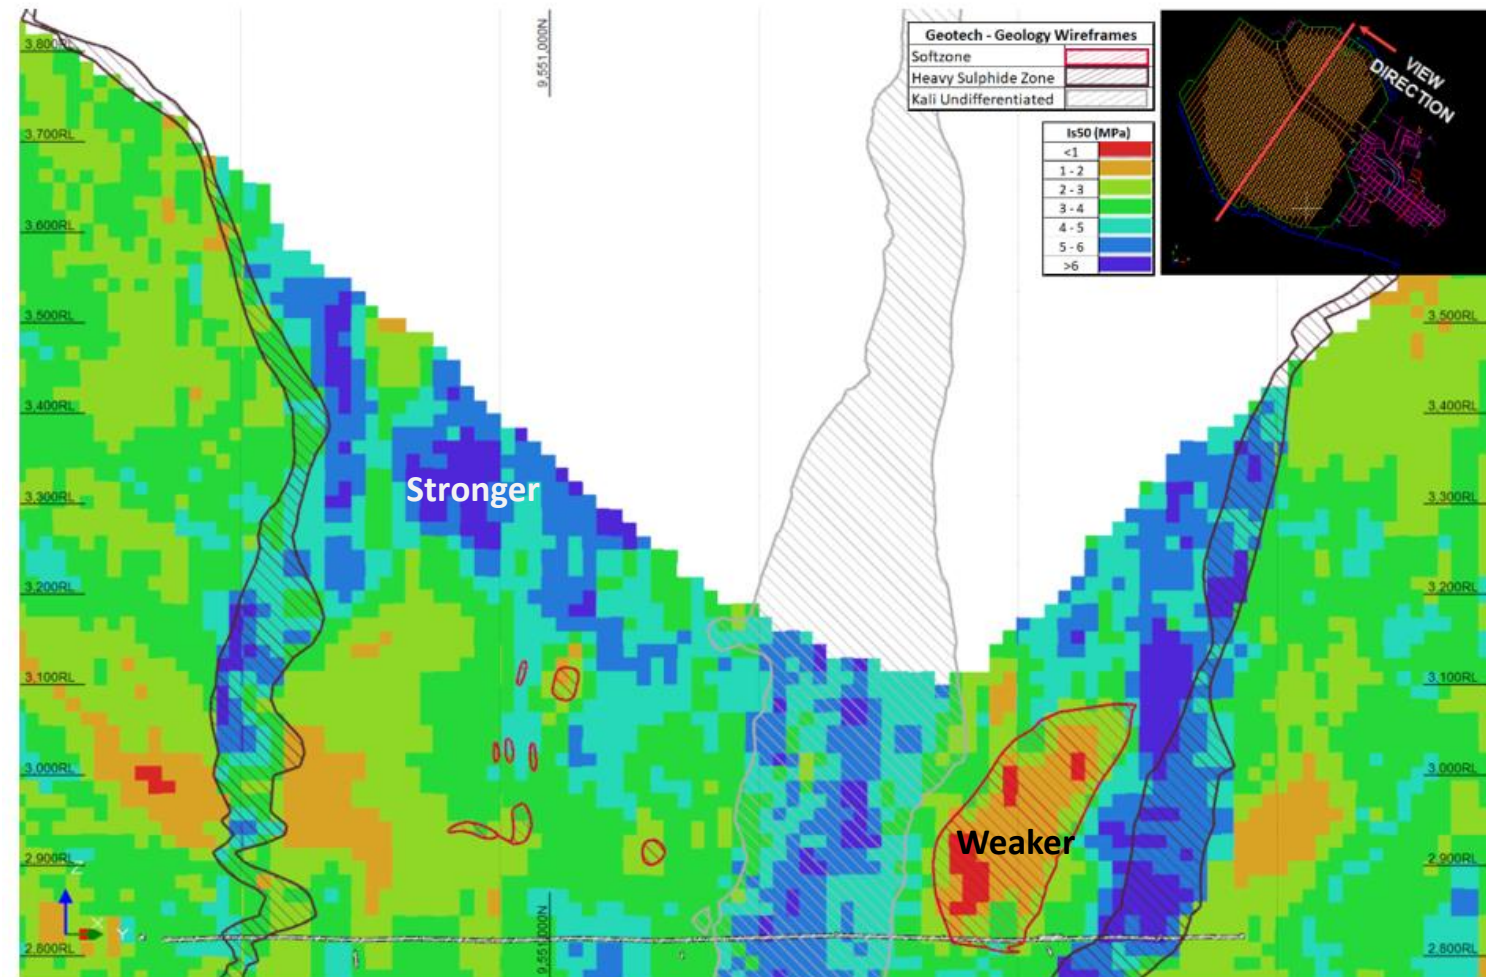 Geotech - Geology Wireframes
Softzone
Heavy Sulphide Zone
Kali Undifferentiated
Is50 (MPa)
<1
1 - 2
2 - 3
3 - 4
4 - 5
5 - 6
>6
VIEW
DIRECTION
9,551,000N
3,800RL
3,700RL
3,600RL
3,500RL
3,400RL
3,300RL
3,200RL
3,100RL
3,000RL
2,900RL
2,800RL
Stronger
Weaker
3,500RL
3,400RL
3,300RL
3,200RL
3,100RL
3,000RL
2,900RL
2,800RL
9,551,000N
Z
X
Y